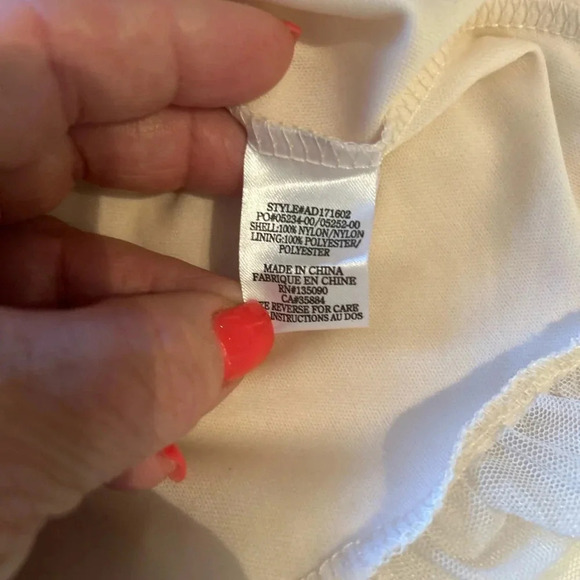 STYLE#AD171602
PO#05234-00/05252-00
SHELL:100% NYLON/NYLON
LINING:100% POLYESTER/
POLYESTER
MADE IN CHINA
FABRIQUE EN CHINE
RN#135090
CA#35884
REVERSE FOR CARE
INSTRUCTIONS AU DOS